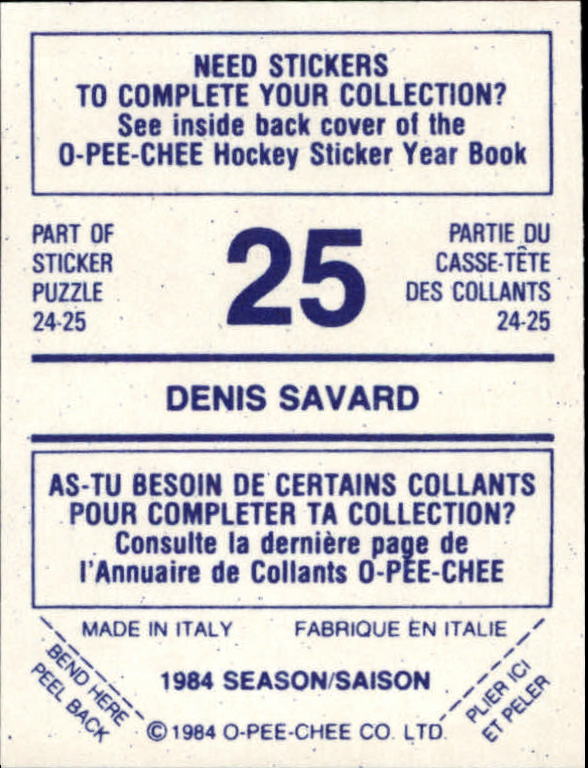 NEED STICKERS
TO COMPLETE YOUR COLLECTION?
See inside back cover of the
O-PEE-CHEE Hockey Sticker Year Book
PART OF
STICKER
PUZZLE
24-25
25
PARTIE DU
CASSE-TÊTE
DES COLLANTS
24-25
DENIS SAVARD
AS-TU BESOIN DE CERTAINS COLLANTS
POUR COMPLETER TA COLLECTION?
Consulte la dernière page de
l'Annuaire de Collants O-PEE-CHEE
MADE IN ITALY FABRIQUE EN ITALIE
BEND HERE
PEEL BACK
1984 SEASON/SAISON
PLIER ICI
ET PELER
© 1984 O-PEE-CHEE CO. LTD.